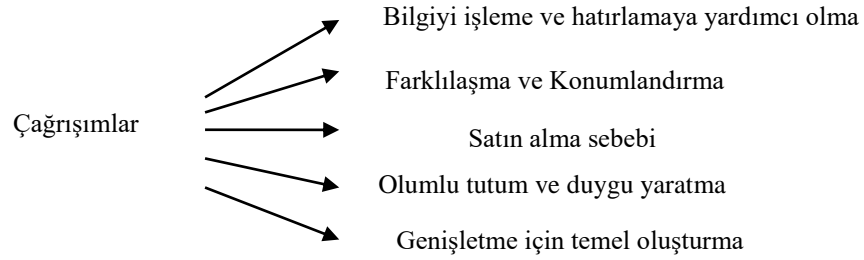 Bilgiyi işleme ve hatırlamaya yardımcı olma
Farklılaşma ve Konumlandırma
Çağrışımlar
Satın alma sebebi
Olumlu tutum ve duygu yaratma
Genişletme için temel oluşturma